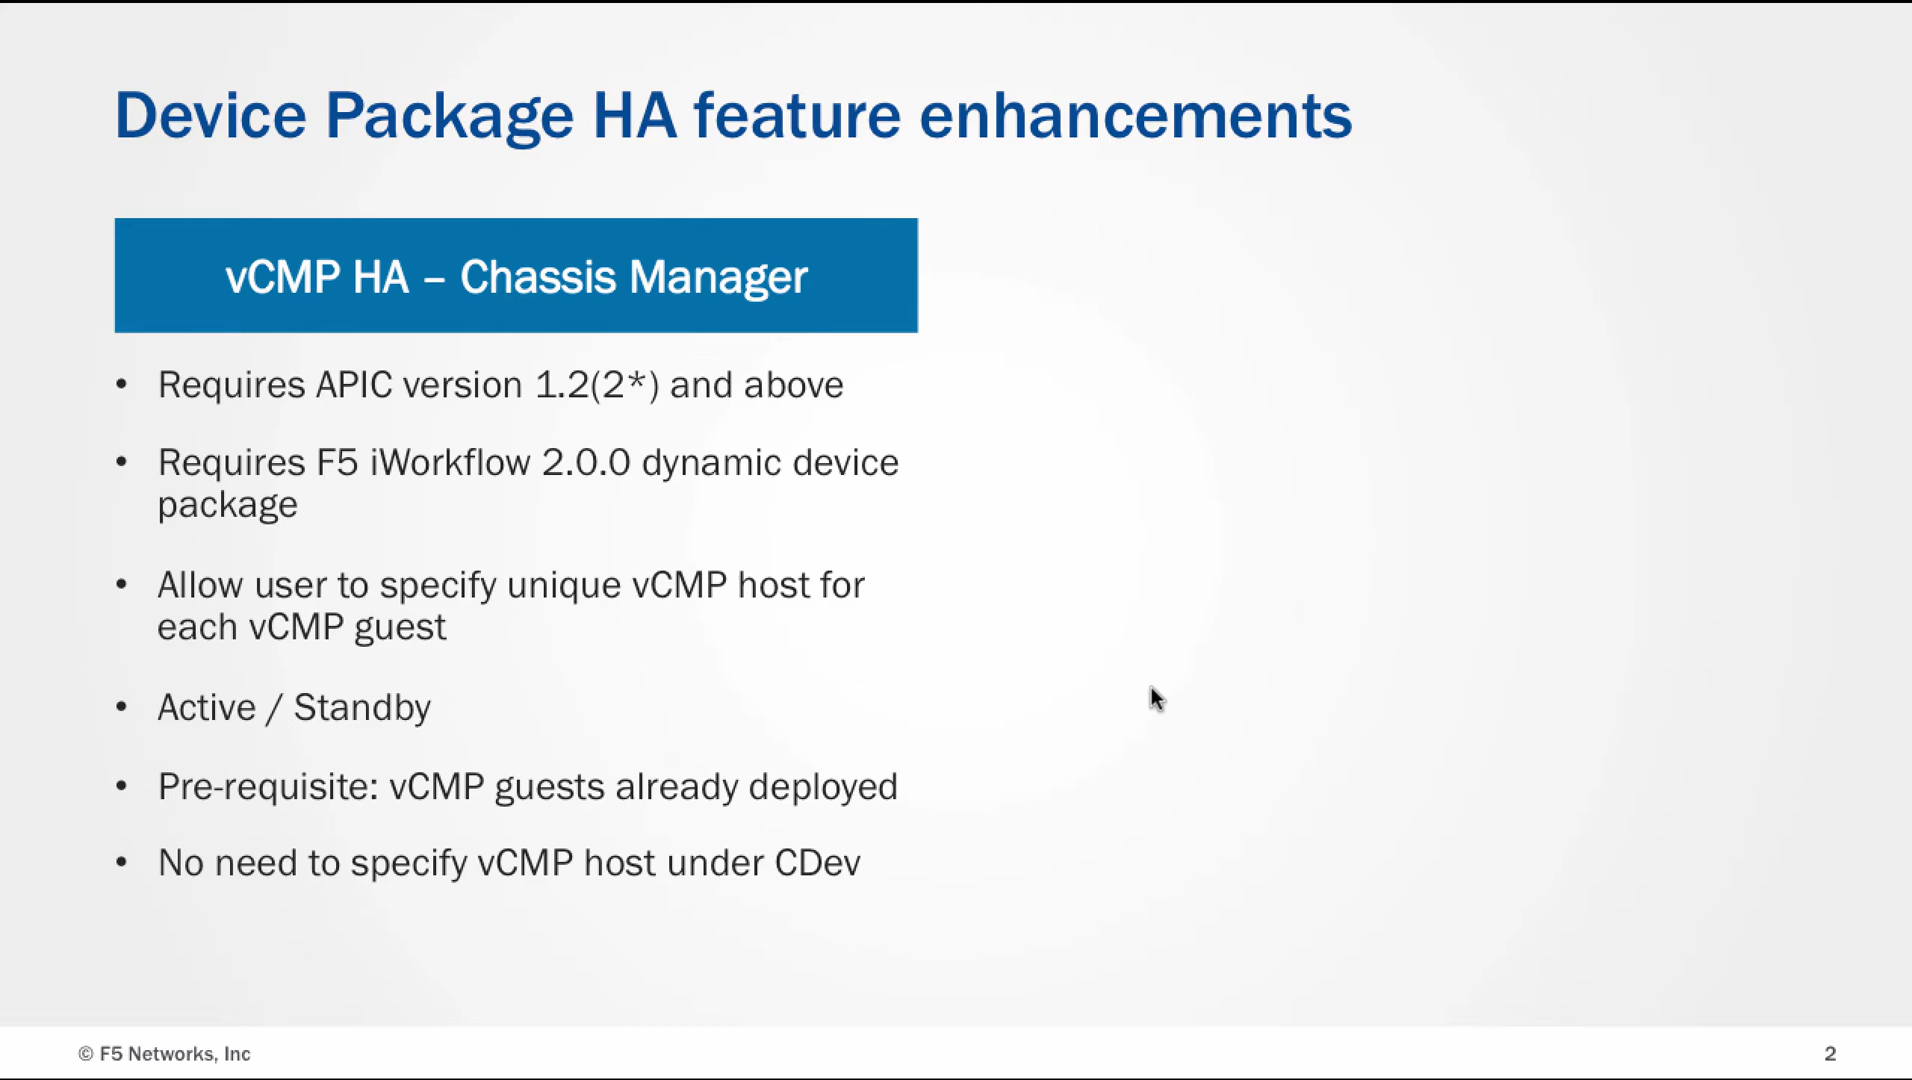 Device Package HA feature enhancements
vCMP HA – Chassis Manager
• Requires APIC version 1.2(2*) and above
• Requires F5 iWorkflow 2.0.0 dynamic device
package
• Allow user to specify unique vCMP host for
each vCMP guest
• Active / Standby
• Pre-requisite: vCMP guests already deployed
• No need to specify vCMP host under CDev
© F5 Networks, Inc
2